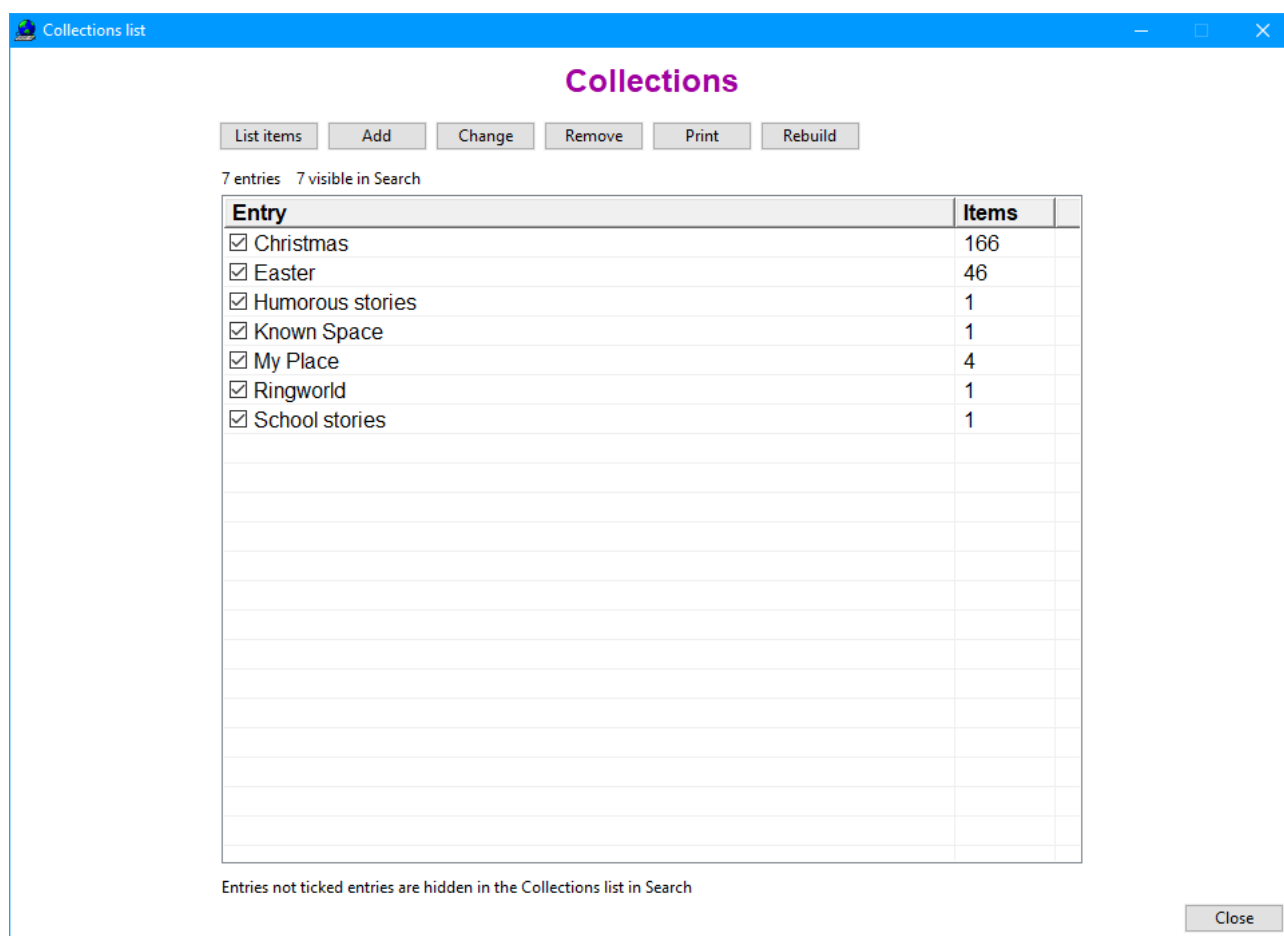 Collections list
Collections
List items Add Change Remove Print Rebuild
7 entries 7 visible in Search
Entry Items
Christmas 166
Easter 46
Humorous stories 1
Known Space 1
My Place 4
Ringworld 1
School stories 1
Entries not ticked entries are hidden in the Collections list in Search
Close